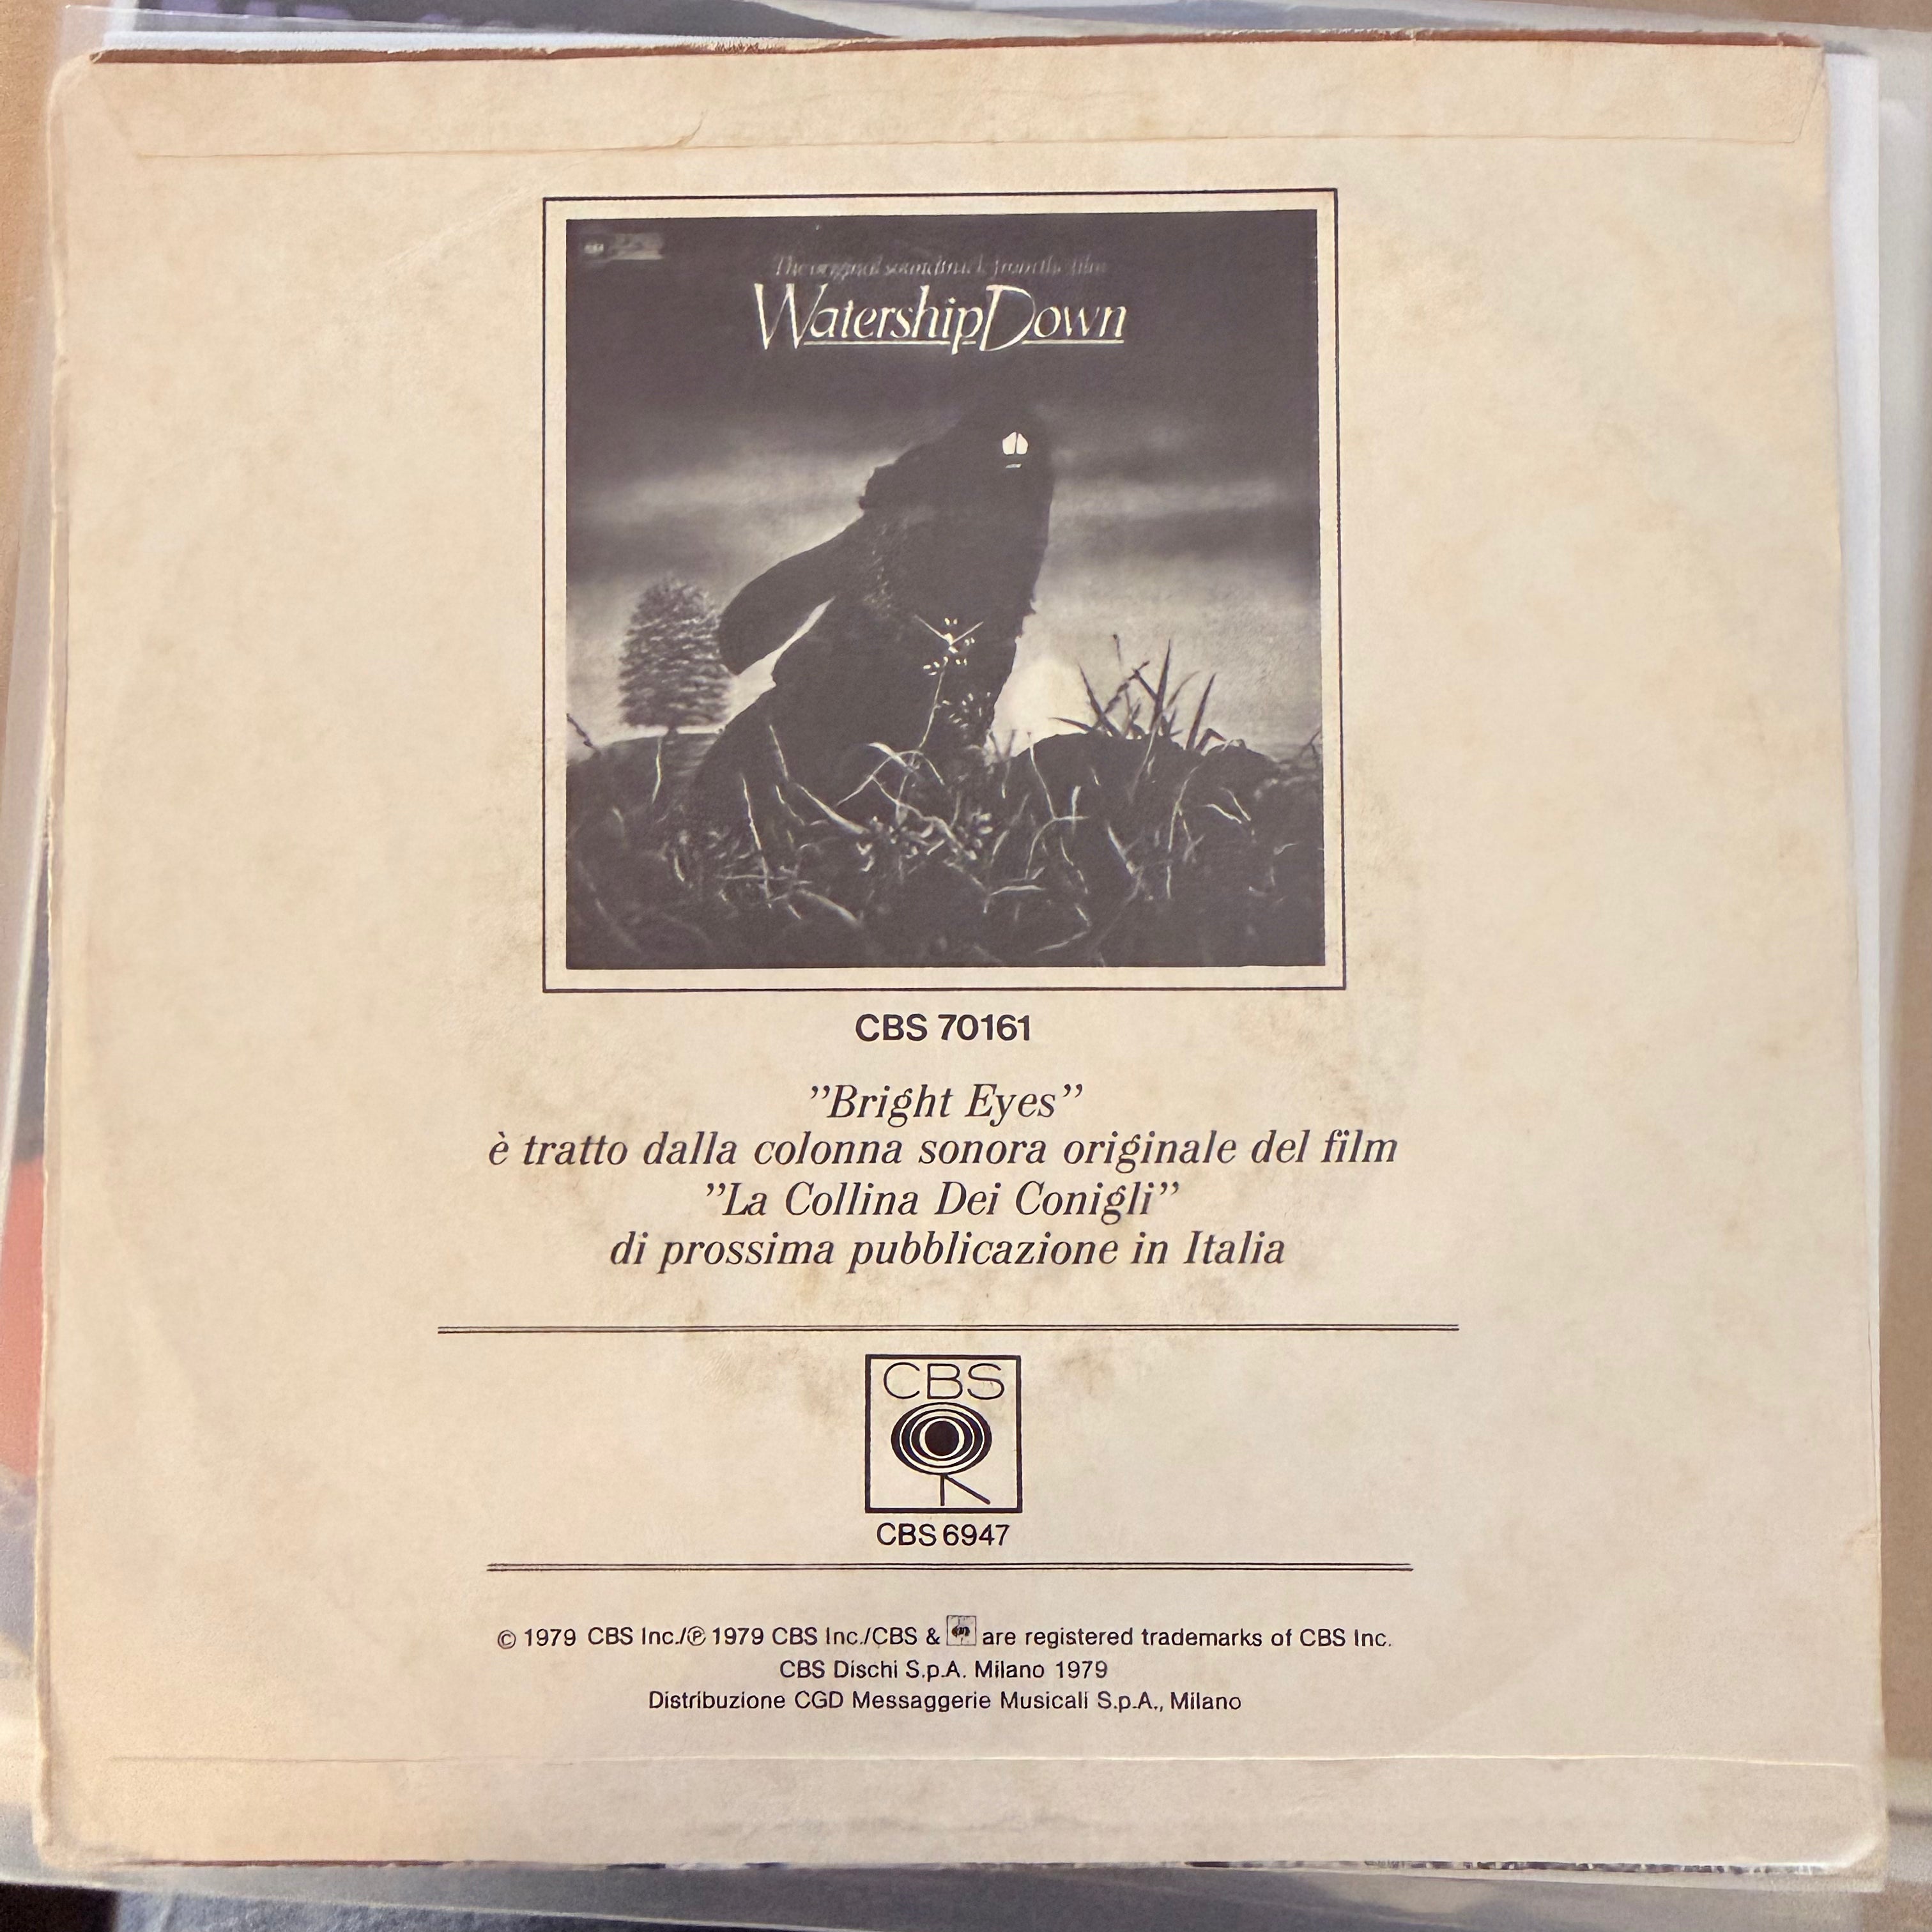 The original soundtrack from the film
Watership Down
CBS 70161
”Bright Eyes”
è tratto dalla colonna sonora originale del film
”La Collina Dei Conigli”
di prossima pubblicazione in Italia
CBS
CBS 6947
© 1979 CBS Inc./℗ 1979 CBS Inc./CBS & are registered trademarks of CBS Inc.
CBS Dischi S.p.A. Milano 1979
Distribuzione CGD Messaggerie Musicali S.p.A., Milano